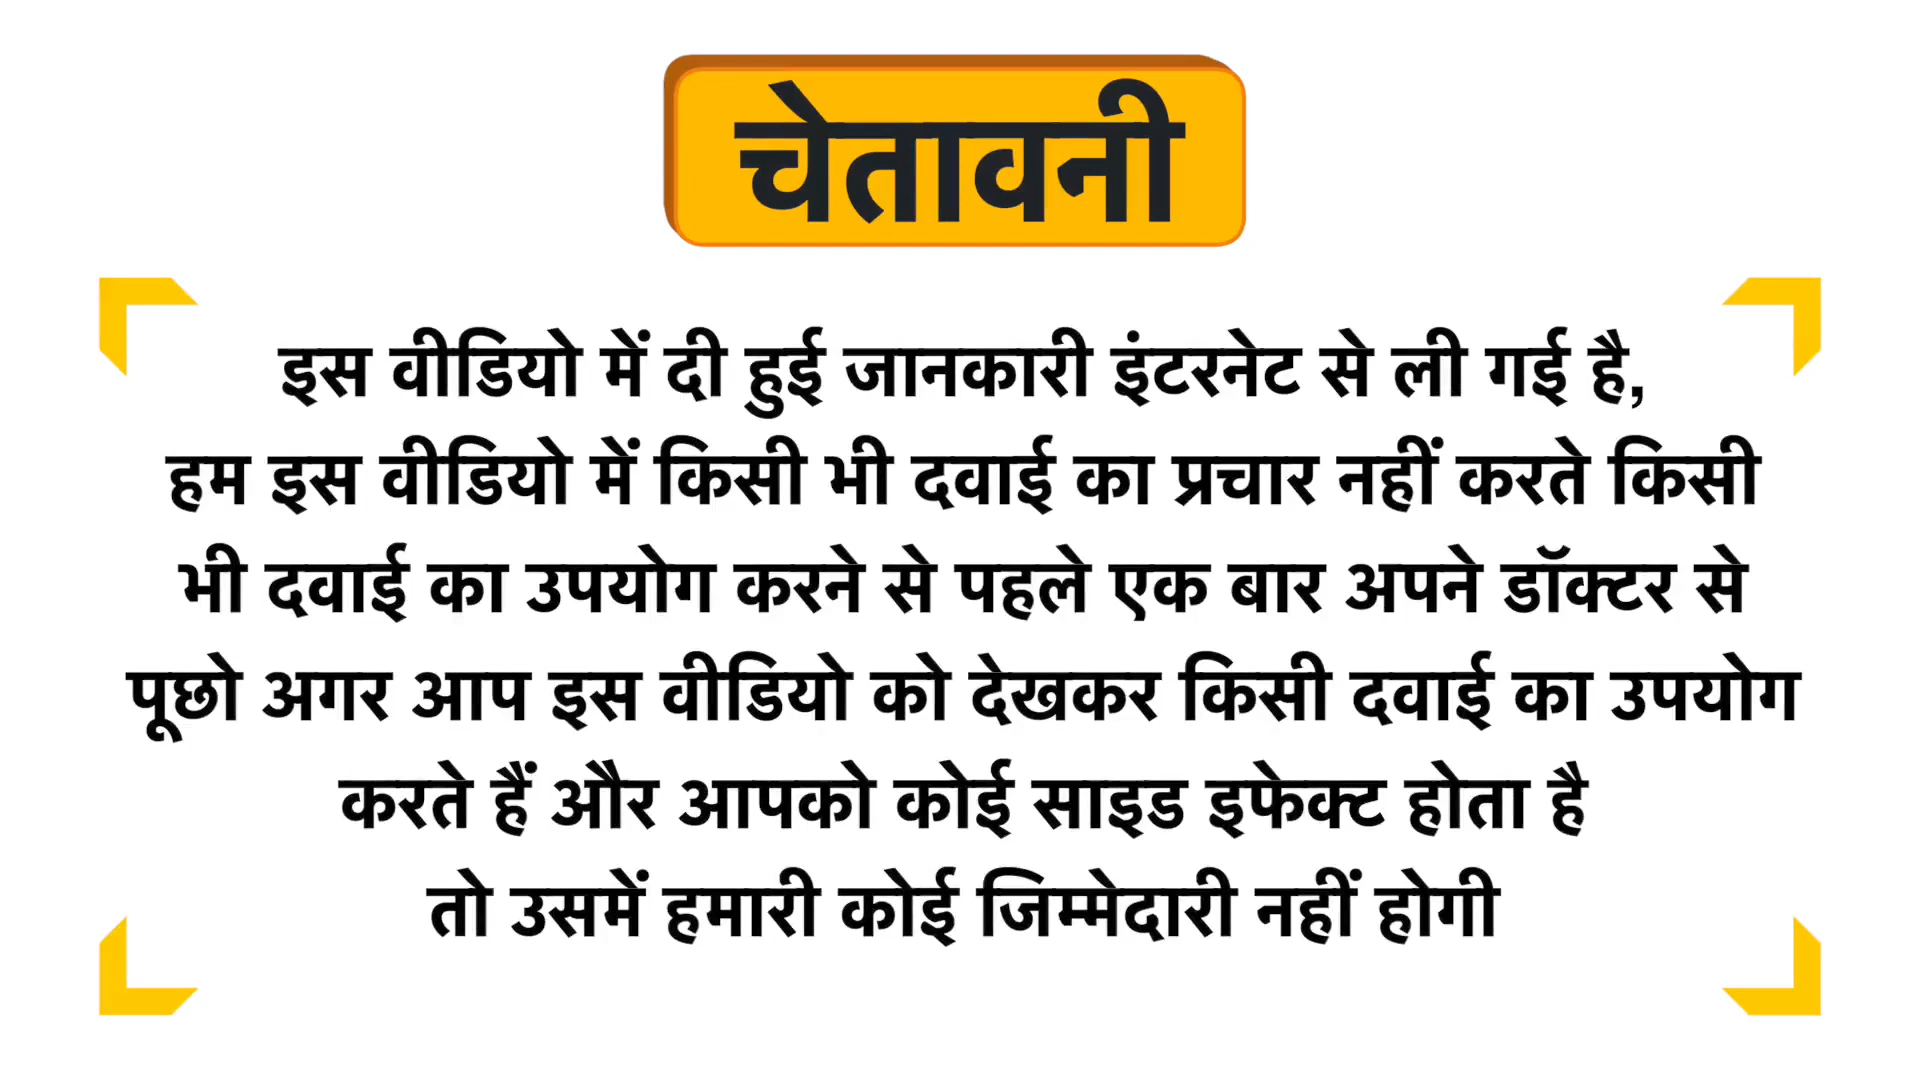 चेतावनी
इस वीडियो में दी हुई जानकारी इंटरनेट से ली गई है,
हम इस वीडियो में किसी भी दवाई का प्रचार नहीं करते किसी
भी दवाई का उपयोग करने से पहले एक बार अपने डॉक्टर से
पूछो अगर आप इस वीडियो को देखकर किसी दवाई का उपयोग
करते हैं और आपको कोई साइड इफेक्ट होता है
तो उसमें हमारी कोई जिम्मेदारी नहीं होगी